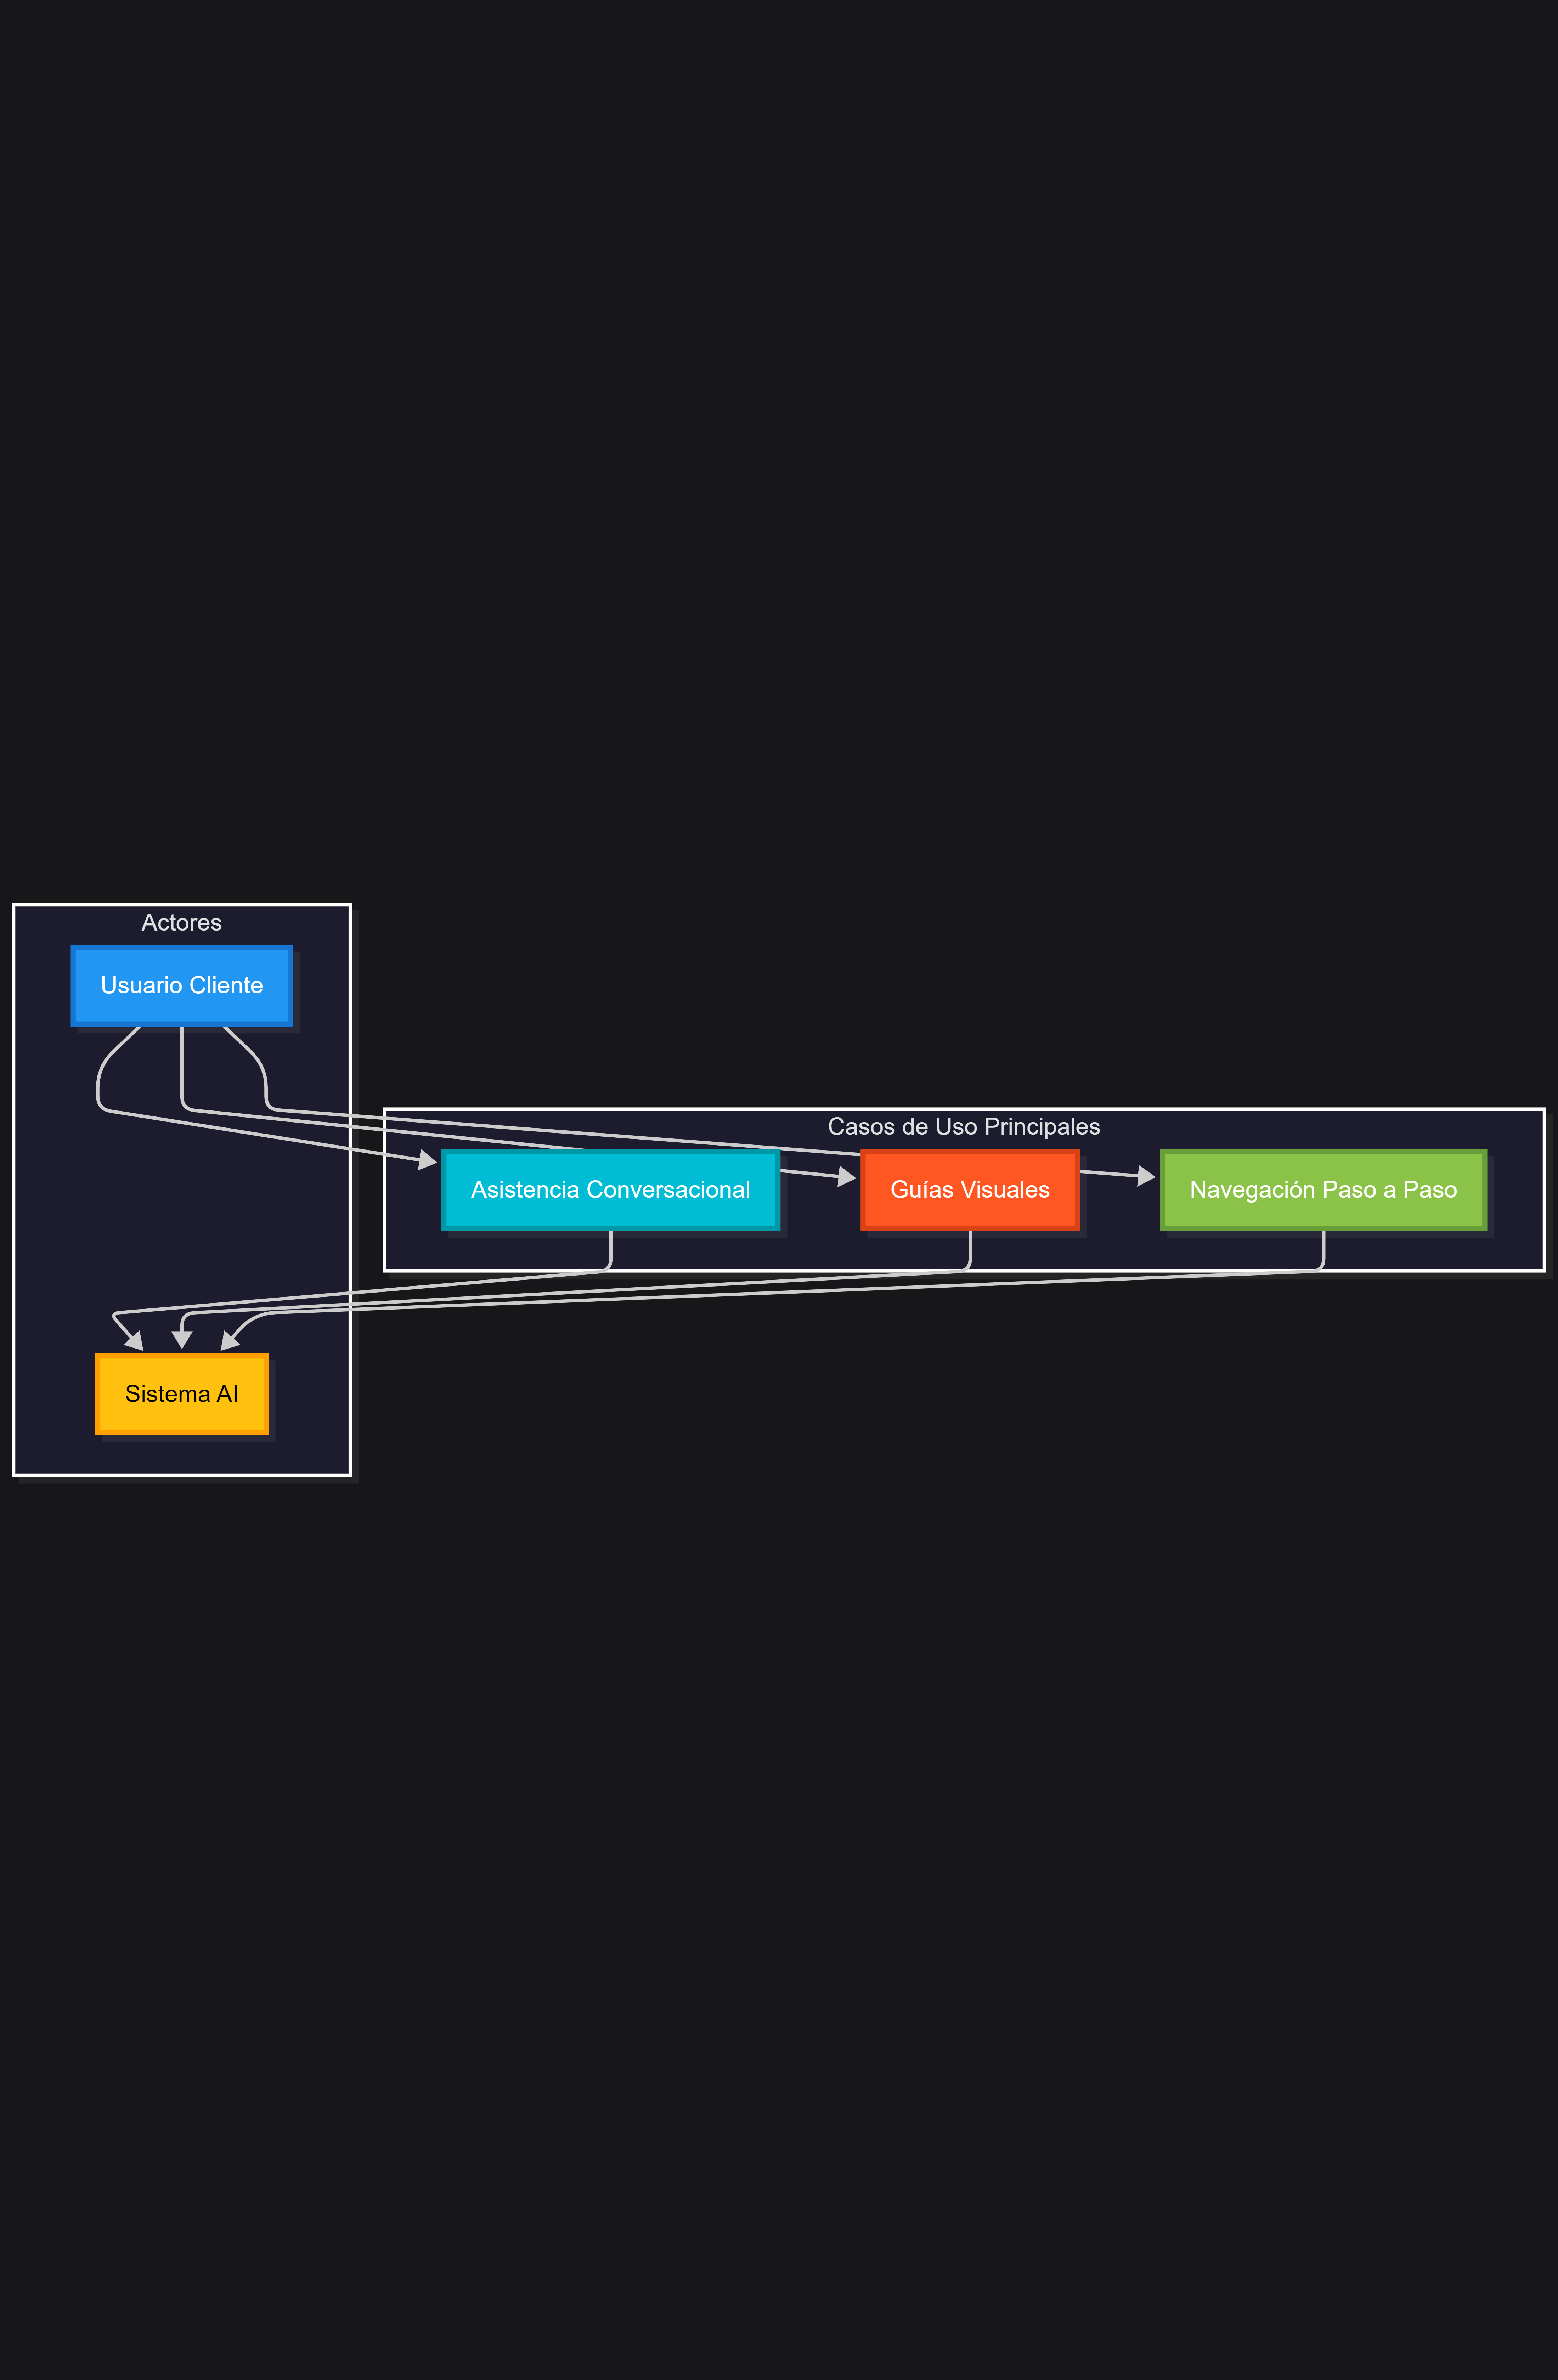 Actores
Usuario Cliente
Casos de Uso Principales
Asistencia Conversacional
Guías Visuales
Navegación Paso a Paso
Sistema AI